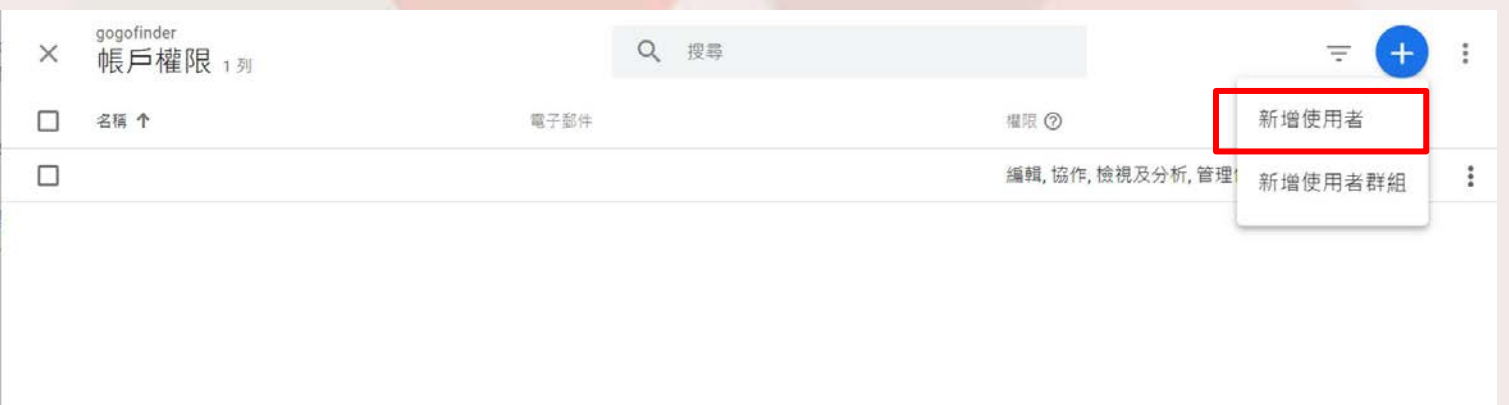 gogofinder
帳戶權限 1 列
搜尋
名稱 ↑ 電子郵件 權限
新增使用者
編輯, 協作, 檢視及分析, 管理
新增使用者群組